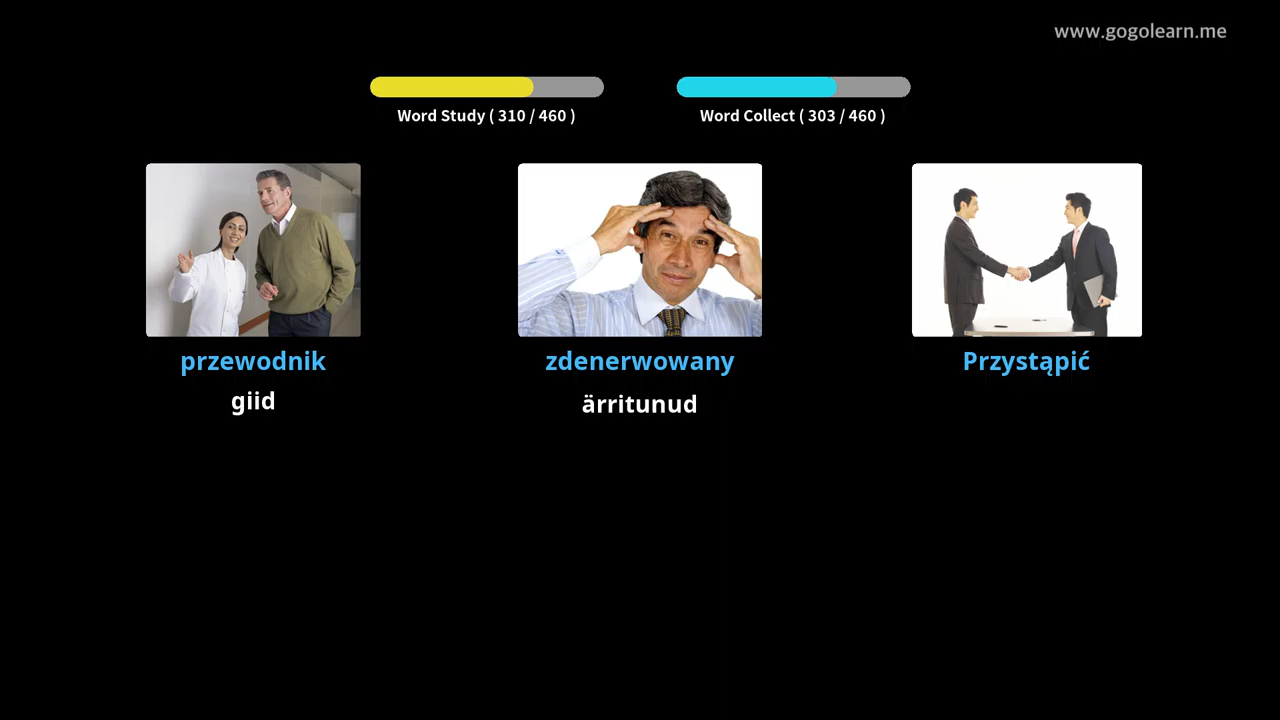 www.gogolearn.me
Word Study ( 310 / 460 )
Word Collect ( 303 / 460 )
przewodnik
zdenerwowany
Przystąpić
giid
ärritunud